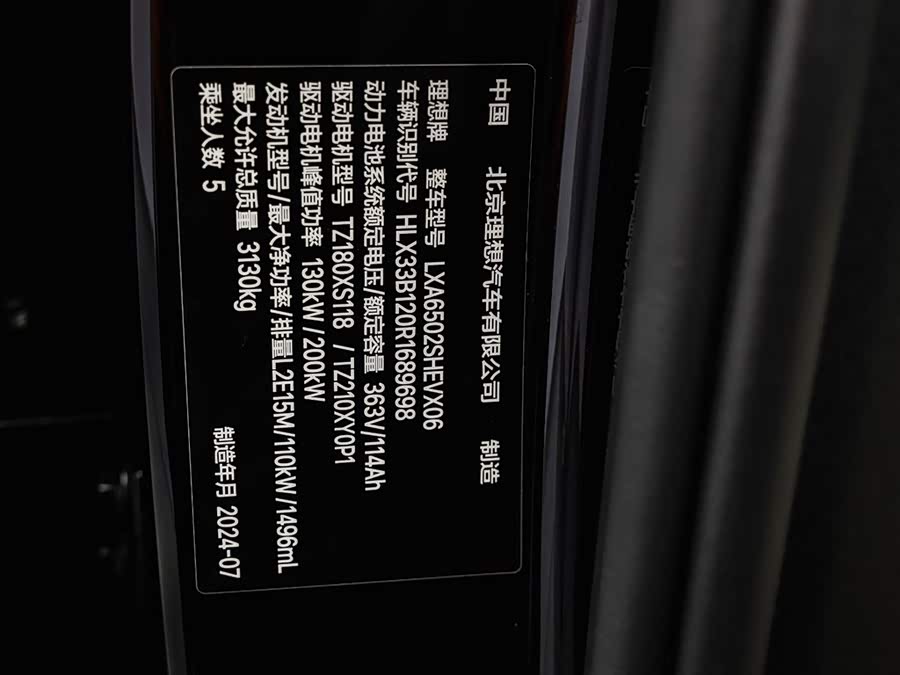 中国 北京理想汽车有限公司 制造
理想牌 整车型号 LXA6502SHEVX06
车辆识别代号 HLX33B120R1689698
动力电池系统额定电压/额定容量 363V/114Ah
驱动电机型号 TZ180XS118 / TZ210XY0P1
驱动电机峰值功率 130kW/200kW
发动机型号/最大净功率/排量L2E15M/110kW/1496mL
最大允许总质量 3130kg
乘坐人数 5 制造年月 2024-07